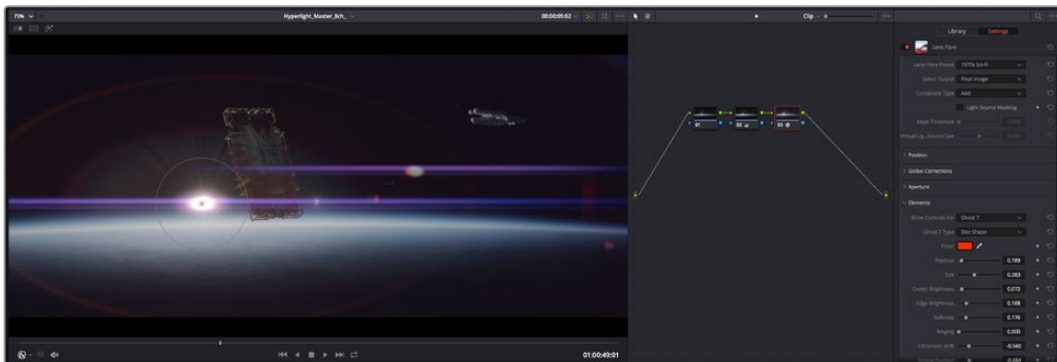 73%
Hyperlight_Master_8ch_
00:00:05:02
Clip
Library
Settings
Lens Flare
Lens Flare Preset
1970s Sci-Fi
Select Output
Final Image
Composite Type
Add
Light Source Masking
Mask Threshold
Position
Global Corrections
Aperture
Elements
Show Controls For
Ghost 7
Ghost 7 Type
Disc Shape
Color
Position
0.189
Size
0.383
Center Brightness
0.072
Edge Brightness
0.188
Softness
0.176
Ringing
0.000
Chromatic Shift
-0.560
01:00:49:01